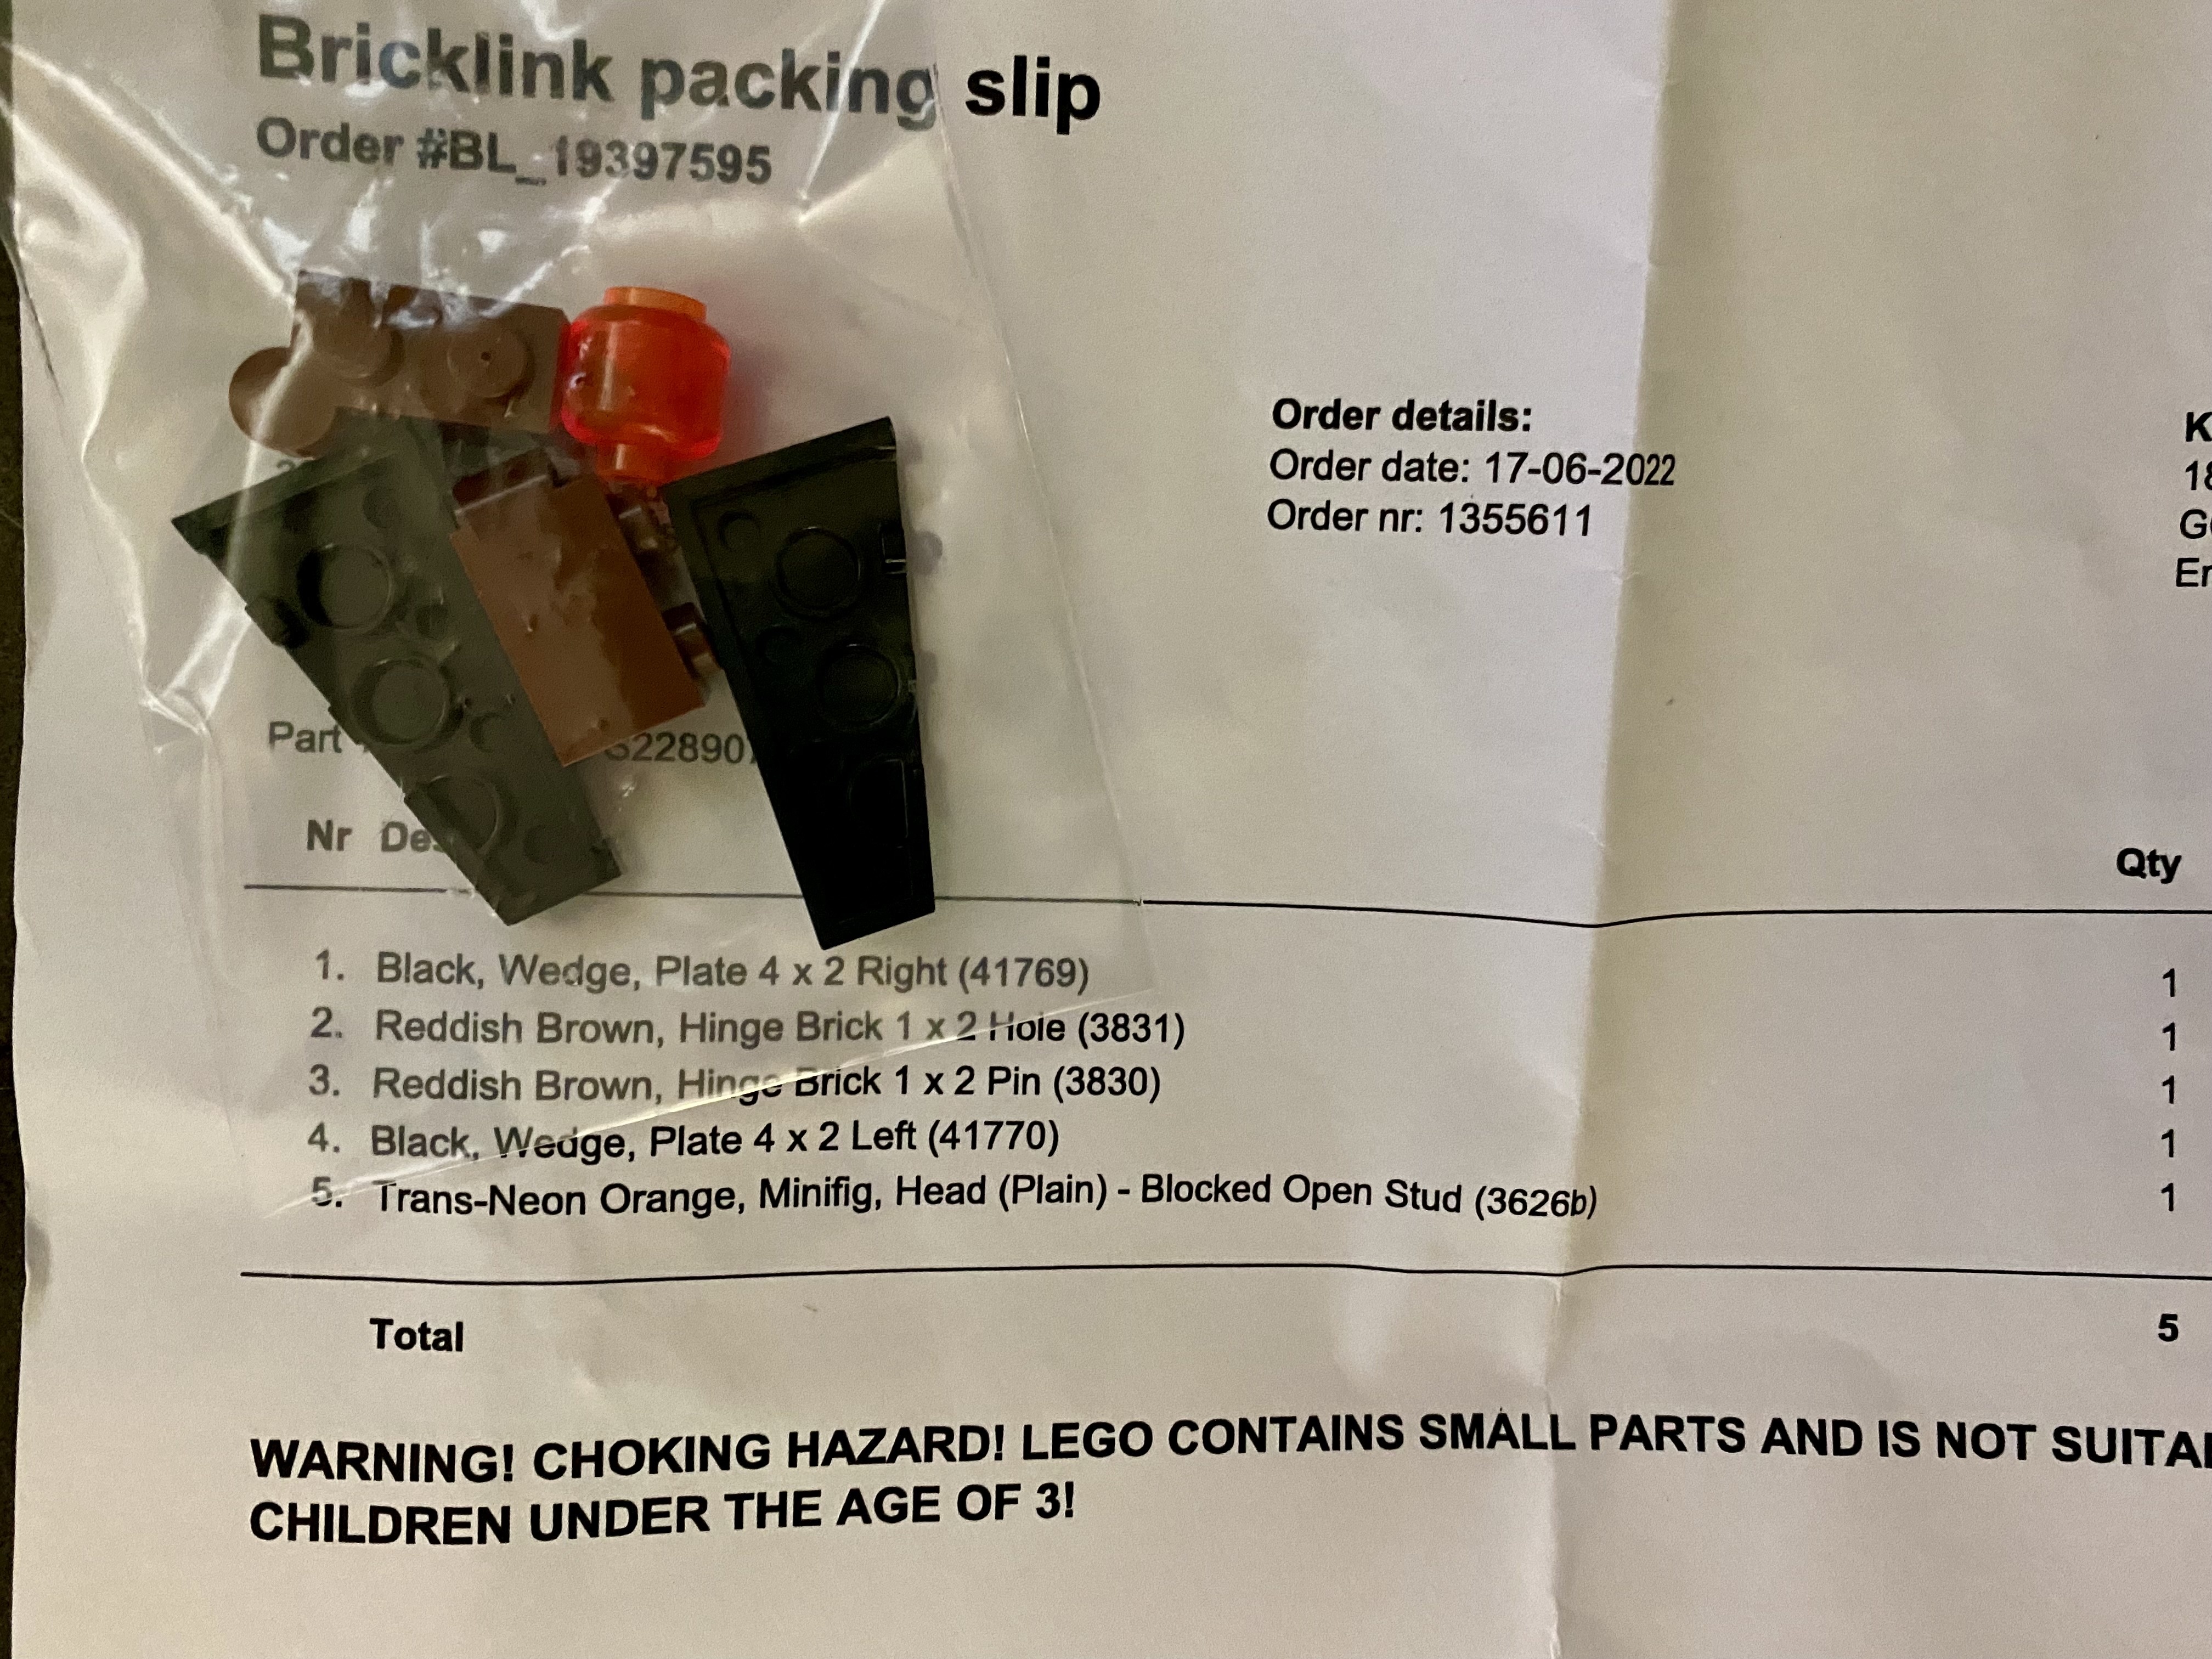 Bricklink packing slip
Order #BL_19397595
Order details:
Order date: 17-06-2022
Order nr: 1355611
K
18
G
Er
Part
Nr
Qty
1. Black, Wedge, Plate 4 x 2 Right (41769) 1
2. Reddish Brown, Hinge Brick 1 x 2 Hole (3831) 1
3. Reddish Brown, Hinge Brick 1 x 2 Pin (3830) 1
4. Black, Wedge, Plate 4 x 2 Left (41770) 1
5. Trans-Neon Orange, Minifig, Head (Plain) - Blocked Open Stud (3626b) 1
Total 5
WARNING! CHOKING HAZARD! LEGO CONTAINS SMALL PARTS AND IS NOT SUITA
CHILDREN UNDER THE AGE OF 3!